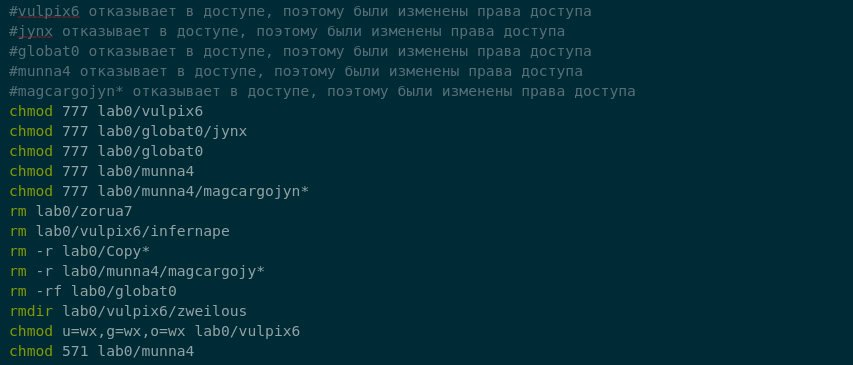 #vulpix6 отказывает в доступе, поэтому были изменены права доступа
#jynx отказывает в доступе, поэтому были изменены права доступа
#globat0 отказывает в доступе, поэтому были изменены права доступа
#munna4 отказывает в доступе, поэтому были изменены права доступа
#magcargojyn* отказывает в доступе, поэтому были изменены права доступа
chmod 777 lab0/vulpix6
chmod 777 lab0/globat0/jynx
chmod 777 lab0/globat0
chmod 777 lab0/munna4
chmod 777 lab0/munna4/magcargojyn*
rm lab0/zorua7
rm lab0/vulpix6/infernape
rm -r lab0/Copy*
rm -r lab0/munna4/magcargojy*
rm -rf lab0/globat0
rmdir lab0/vulpix6/zweilous
chmod u=wx,g=wx,o=wx lab0/vulpix6
chmod 571 lab0/munna4